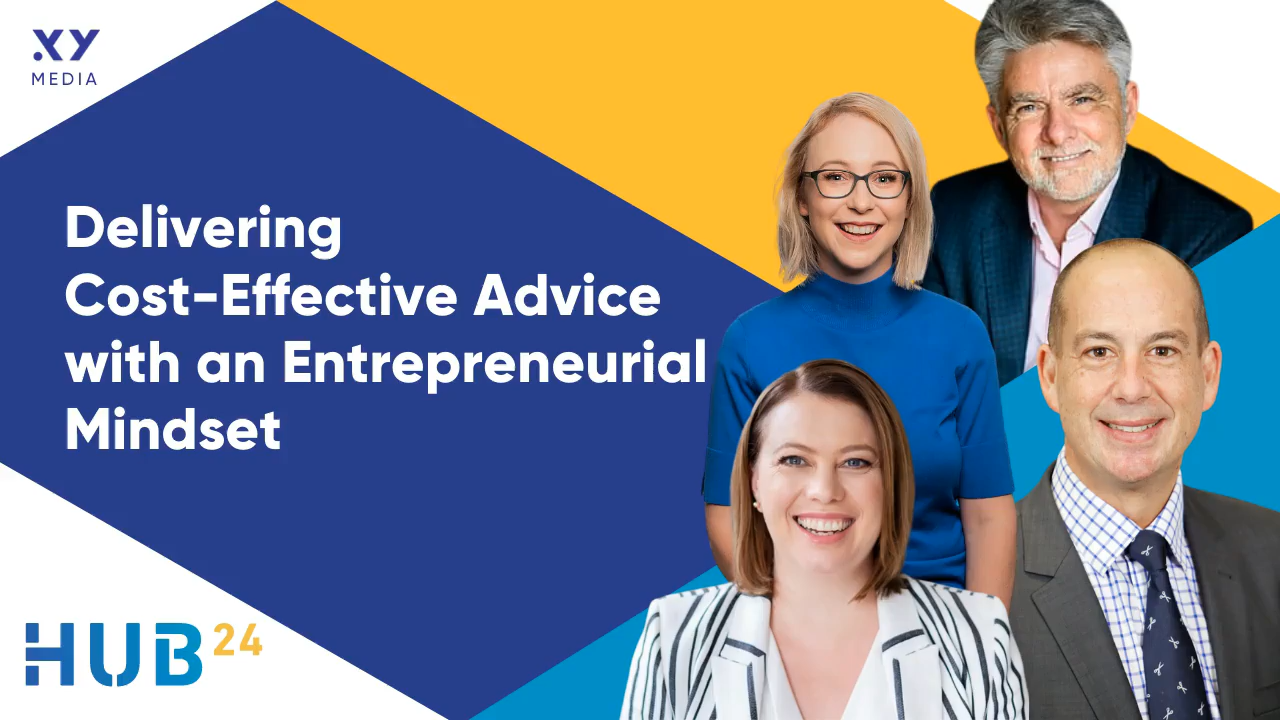 XY
MEDIA
Delivering
Cost-Effective Advice
with an Entrepreneurial
Mindset
HUB24